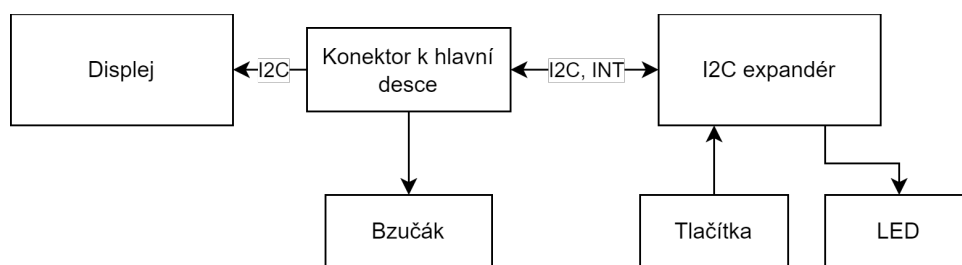 Displej
I2C
Konektor k hlavní
desce
I2C, INT
I2C expandér
Bzučák
Tlačítka
LED